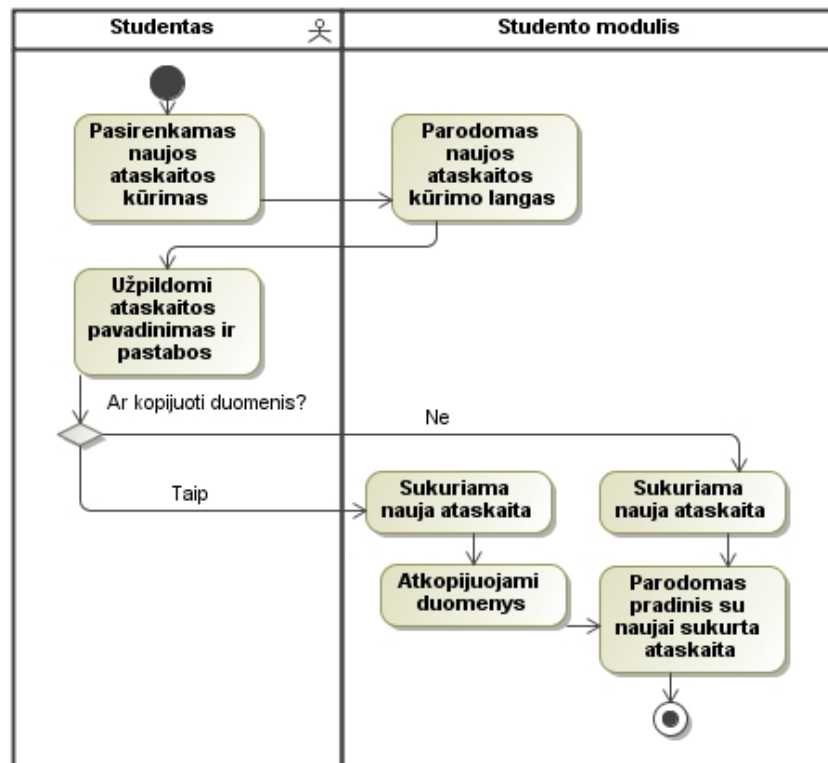 Studentas
Studento modulis
Pasirenkamas
naujos
ataskaitos
kūrimas
Parodomas
naujos
ataskaitos
kūrimo langas
Užpildomi
ataskaitos
pavadinimas ir
pastabos
Ar kopijuoti duomenis?
Ne
Taip
Sukuriama
nauja ataskaita
Sukuriama
nauja ataskaita
Atkopijuojami
duomenys
Parodomas
pradinis su
naujai sukurta
ataskaita